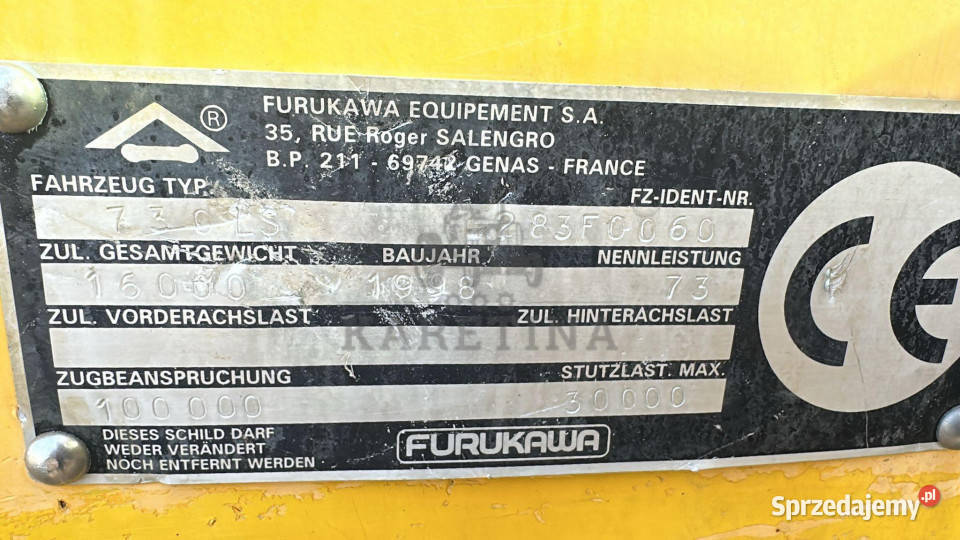 ®
FURUKAWA EQUIPEMENT S.A.
35, RUE Roger SALENGRO
B.P. 211 - 69742 GENAS - FRANCE
FAHRZEUG TYP. FZ-IDENT-NR.
730LS 283F0060
ZUL. GESAMTGEWICHT BAUJAHR NENNLEISTUNG
16000 1998 73
ZUL. VORDERACHSLAST ZUL. HINTERACHSLAST
KARETINA
ZUGBEANSPRUCHUNG STUTZLAST. MAX.
100000 30000
DIESES SCHILD DARF
WEDER VERÄNDERT
NOCH ENTFERNT WERDEN
FURUKAWA
CE
Sprzedajemy.pl